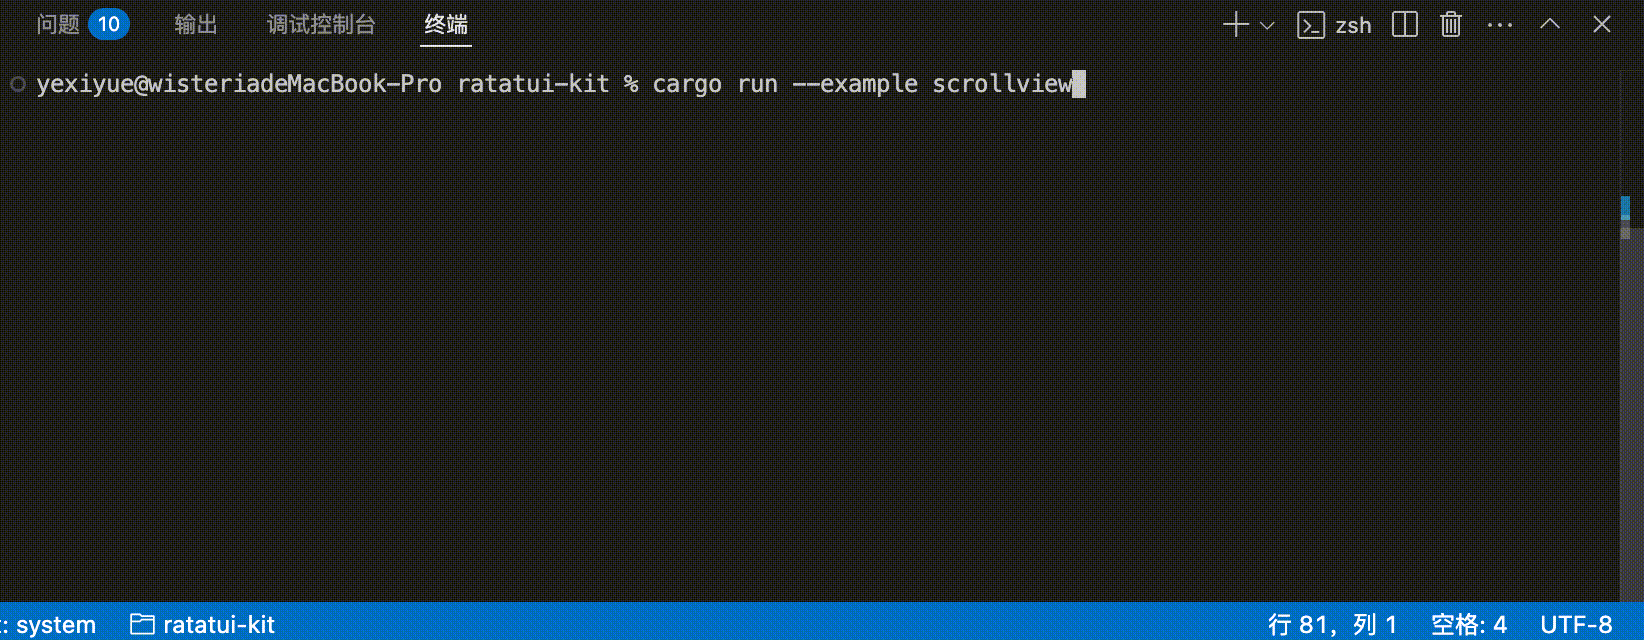 问题 10 输出 调试控制台 终端 zsh
yexiyue@wisteriadeMacBook-Pro ratatui-kit % cargo run --example scrollview
: system ratatui-kit 行 81，列 1 空格: 4 UTF-8